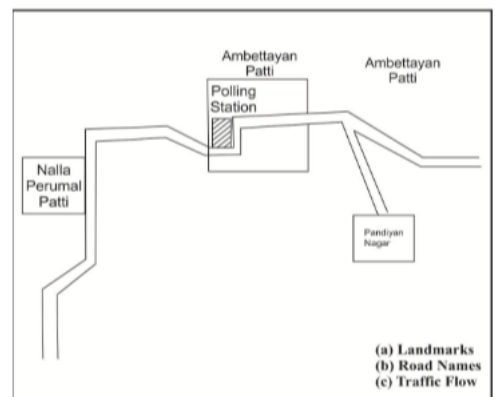 Ambettayan
Patti
Ambettayan
Patti
Polling
Station
Nalla
Perumal
Patti
Pandiyan
Nagar
(a) Landmarks
(b) Road Names
(c) Traffic Flow